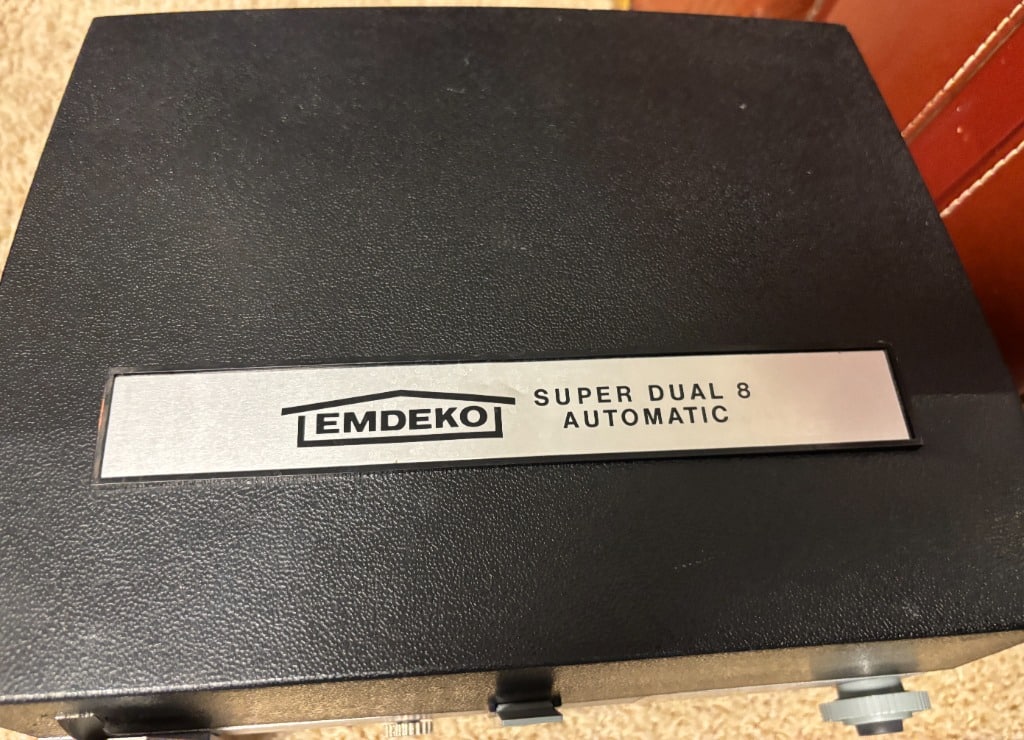 EMDEKO
SUPER DUAL 8
AUTOMATIC